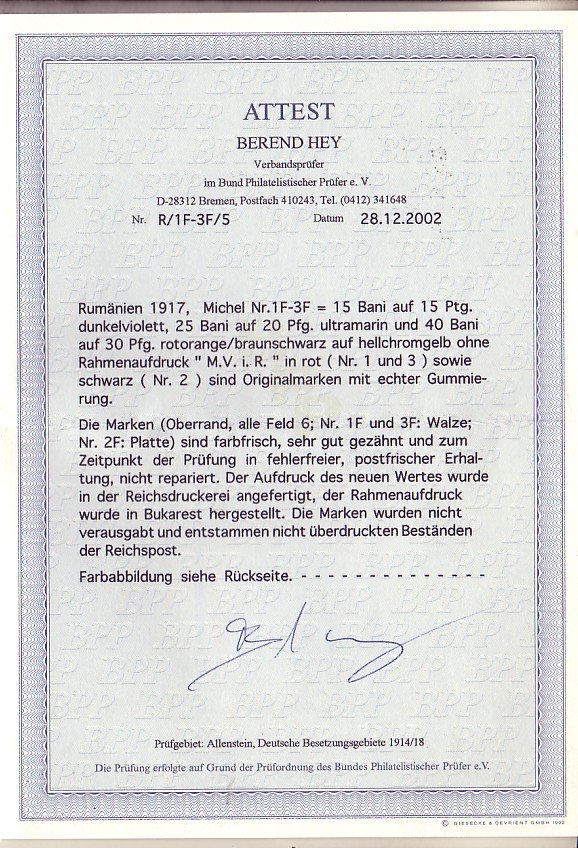 ATTEST
BEREND HEY
Verbandsprüfer
im Bund Philatelistischer Prüfer e. V.
D-28312 Bremen, Postfach 410243, Tel. (0412) 341648
Nr. R/1F-3F/5 Datum 28.12.2002
Rumänien 1917, Michel Nr.1F-3F = 15 Bani auf 15 Ptg.
dunkelviolett, 25 Bani auf 20 Pfg. ultramarin und 40 Bani
auf 30 Pfg. rotorange/braunschwarz auf hellchromgelb ohne
Rahmenaufdruck " M.V. i. R. " in rot ( Nr. 1 und 3 ) sowie
schwarz ( Nr. 2 ) sind Originalmarken mit echter Gummie-
rung.
Die Marken (Oberrand, alle Feld 6; Nr. 1F und 3F: Walze;
Nr. 2F: Platte) sind farbfrisch, sehr gut gezähnt und zum
Zeitpunkt der Prüfung in fehlerfreier, postfrischer Erhal-
tung, nicht repariert. Der Aufdruck des neuen Wertes wurde
in der Reichsdruckerei angefertigt, der Rahmenaufdruck
wurde in Bukarest hergestellt. Die Marken wurden nicht
verausgabt und entstammen nicht überdruckten Beständen
der Reichspost.
Farbabbildung siehe Rückseite. - - - - - - - - - - - - - -
Prüfgebiet: Allenstein, Deutsche Besetzungsgebiete 1914/18
Die Prüfung erfolgte auf Grund der Prüfordnung des Bundes Philatelistischer Prüfer e.V.
© GIESECKE & DEVRIENT GMBH 1992